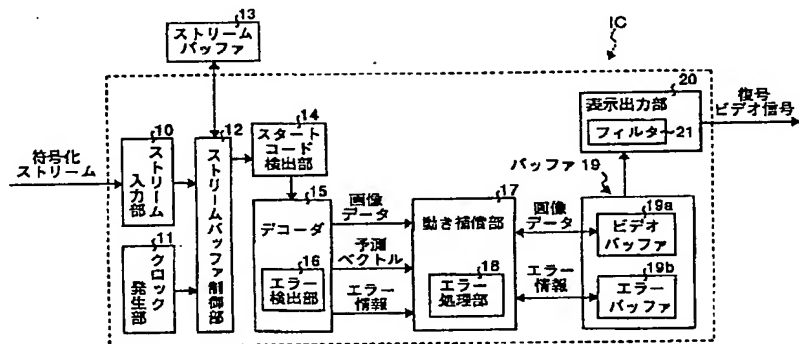 13
ストリーム
バッファ
IC
20
表示出力部
フィルター~21
復号
ビデオ信号
符号化
ストリーム
10
ストリーム
入力部
11
クロック
発生部
12
ストリームバッファ制御部
14
スタート
コード
検出部
15
デコーダ
16
エラー
検出部
画像
データ
予測
ベクトル
エラー
情報
17
動き補償部
18
エラー
処理部
画像
データ
エラー
情報
バッファ19
19a
ビデオ
バッファ
19b
エラー
バッファ